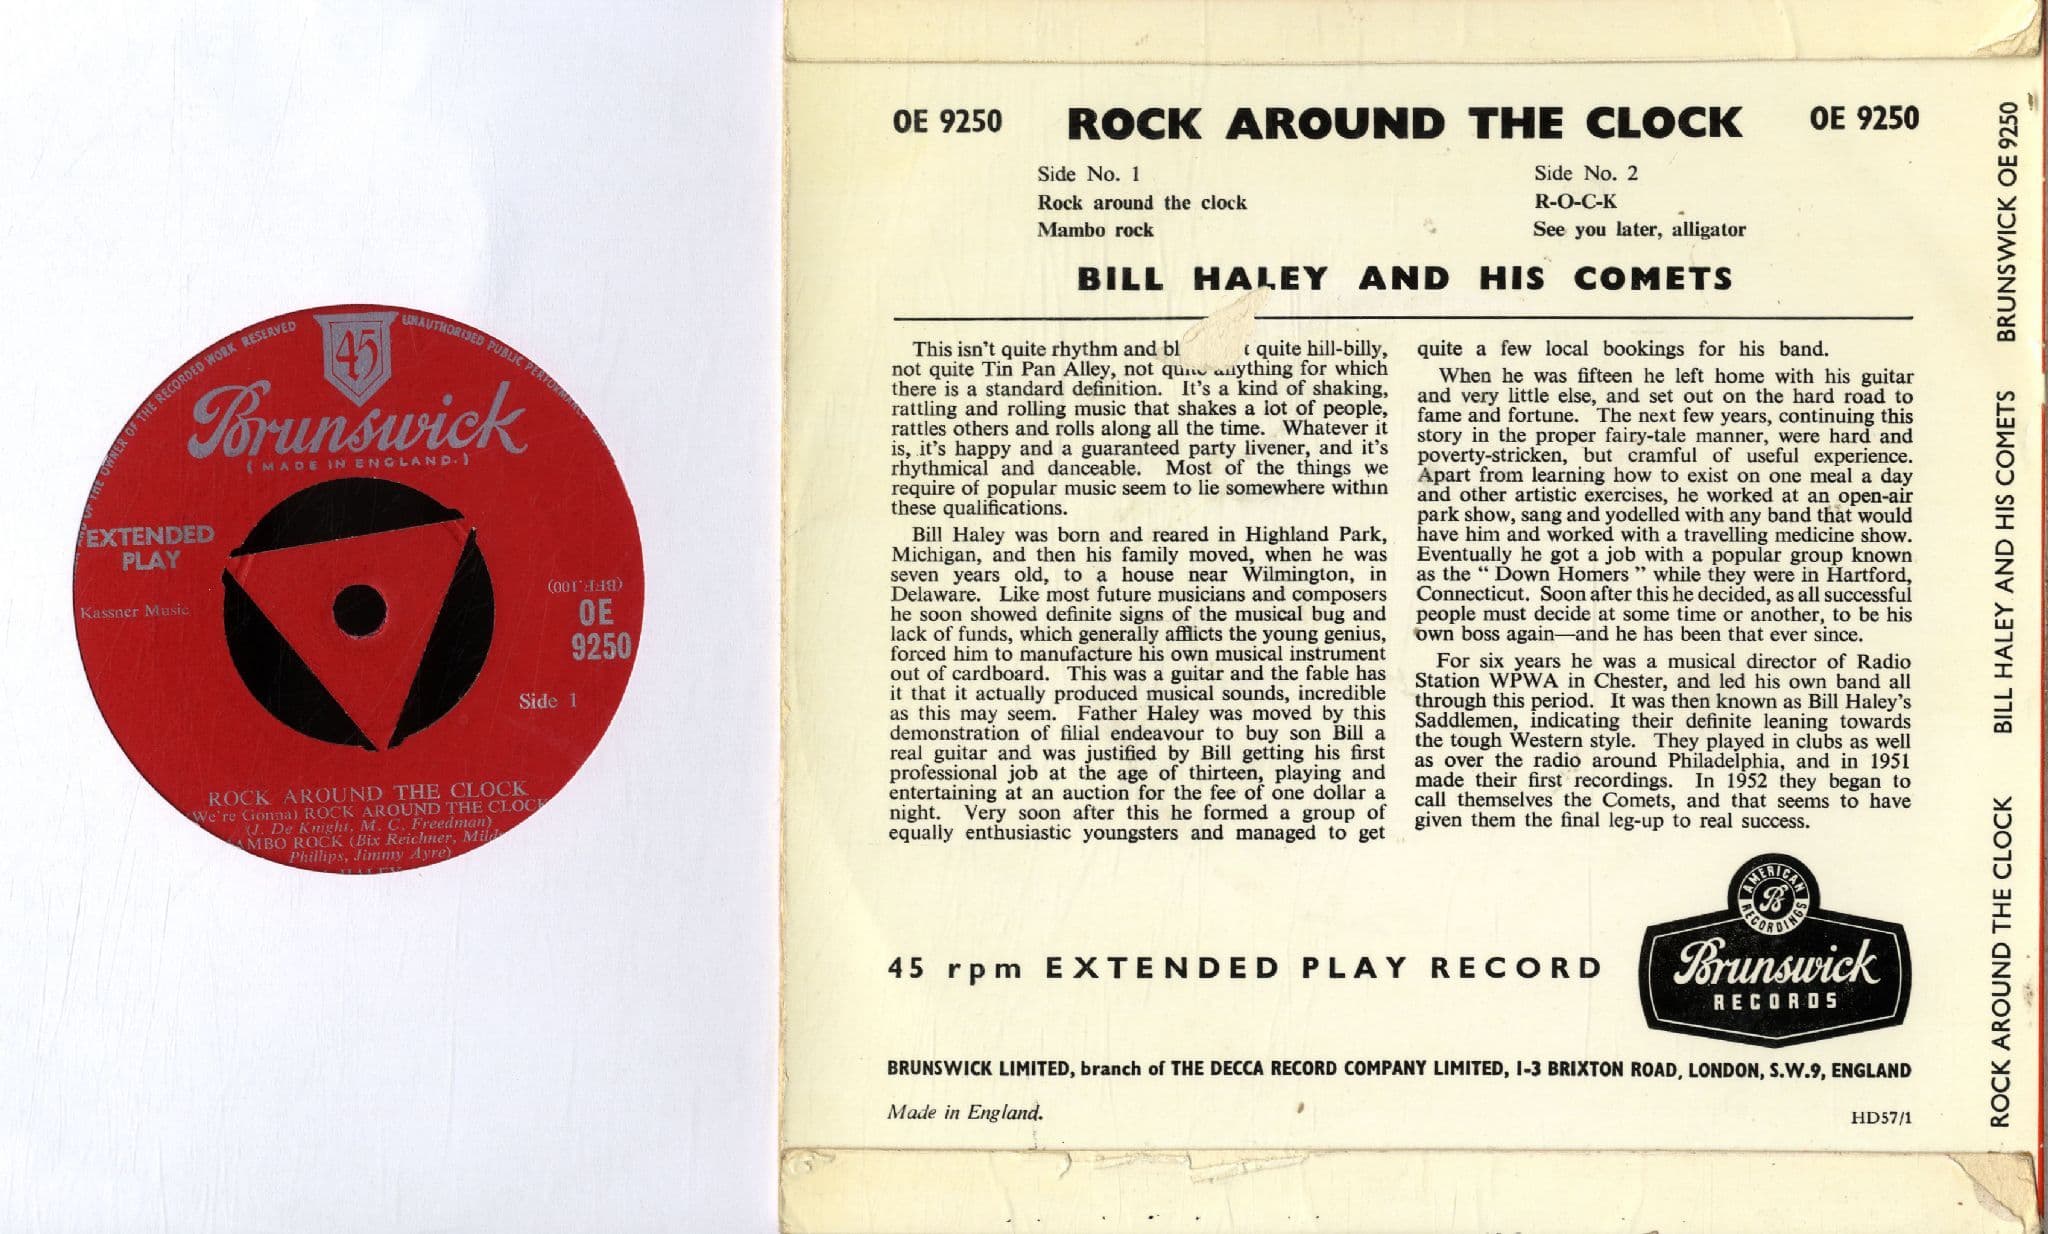 THE OWNER OF THE RECORDED WORK RESERVED
UNAUTHORISED PUBLIC
45
Brunswick
( MADE IN ENGLAND. )
EXTENDED
PLAY
Kassner Music
(BFF.100)
OE
9250
Side 1
ROCK AROUND THE CLOCK
We're Gonna) ROCK AROUND THE CLOCK
(J. De Knight, M. C. Freedman)
AMBO ROCK (Bix Reichner, Mild
Phillips, Jimmy Ayre)
HALEY
OE 9250 ROCK AROUND THE CLOCK OE 9250
Side No. 1
Rock around the clock
Mambo rock
Side No. 2
R-O-C-K
See you later, alligator
BILL HALEY AND HIS COMETS
This isn't quite rhythm and bl t quite hill-billy,
not quite Tin Pan Alley, not quite anything for which
there is a standard definition. It's a kind of shaking,
rattling and rolling music that shakes a lot of people,
rattles others and rolls along all the time. Whatever it
is, it's happy and a guaranteed party livener, and it's
rhythmical and danceable. Most of the things we
require of popular music seem to lie somewhere within
these qualifications.
Bill Haley was born and reared in Highland Park,
Michigan, and then his family moved, when he was
seven years old, to a house near Wilmington, in
Delaware. Like most future musicians and composers
he soon showed definite signs of the musical bug and
lack of funds, which generally afflicts the young genius,
forced him to manufacture his own musical instrument
out of cardboard. This was a guitar and the fable has
it that it actually produced musical sounds, incredible
as this may seem. Father Haley was moved by this
demonstration of filial endeavour to buy son Bill a
real guitar and was justified by Bill getting his first
professional job at the age of thirteen, playing and
entertaining at an auction for the fee of one dollar a
night. Very soon after this he formed a group of
equally enthusiastic youngsters and managed to get
quite a few local bookings for his band.
When he was fifteen he left home with his guitar
and very little else, and set out on the hard road to
fame and fortune. The next few years, continuing this
story in the proper fairy-tale manner, were hard and
poverty-stricken, but cramful of useful experience.
Apart from learning how to exist on one meal a day
and other artistic exercises, he worked at an open-air
park show, sang and yodelled with any band that would
have him and worked with a travelling medicine show.
Eventually he got a job with a popular group known
as the " Down Homers " while they were in Hartford,
Connecticut. Soon after this he decided, as all successful
people must decide at some time or another, to be his
own boss again—and he has been that ever since.
For six years he was a musical director of Radio
Station WPWA in Chester, and led his own band all
through this period. It was then known as Bill Haley's
Saddlemen, indicating their definite leaning towards
the tough Western style. They played in clubs as well
as over the radio around Philadelphia, and in 1951
made their first recordings. In 1952 they began to
call themselves the Comets, and that seems to have
given them the final leg-up to real success.
45 rpm EXTENDED PLAY RECORD
AMERICAN
B
RECORDINGS
Brunswick
RECORDS
BRUNSWICK LIMITED, branch of THE DECCA RECORD COMPANY LIMITED, 1-3 BRIXTON ROAD, LONDON, S.W.9, ENGLAND
Made in England.
HD57/1
ROCK AROUND THE CLOCK BILL HALEY AND HIS COMETS BRUNSWICK OE 9250